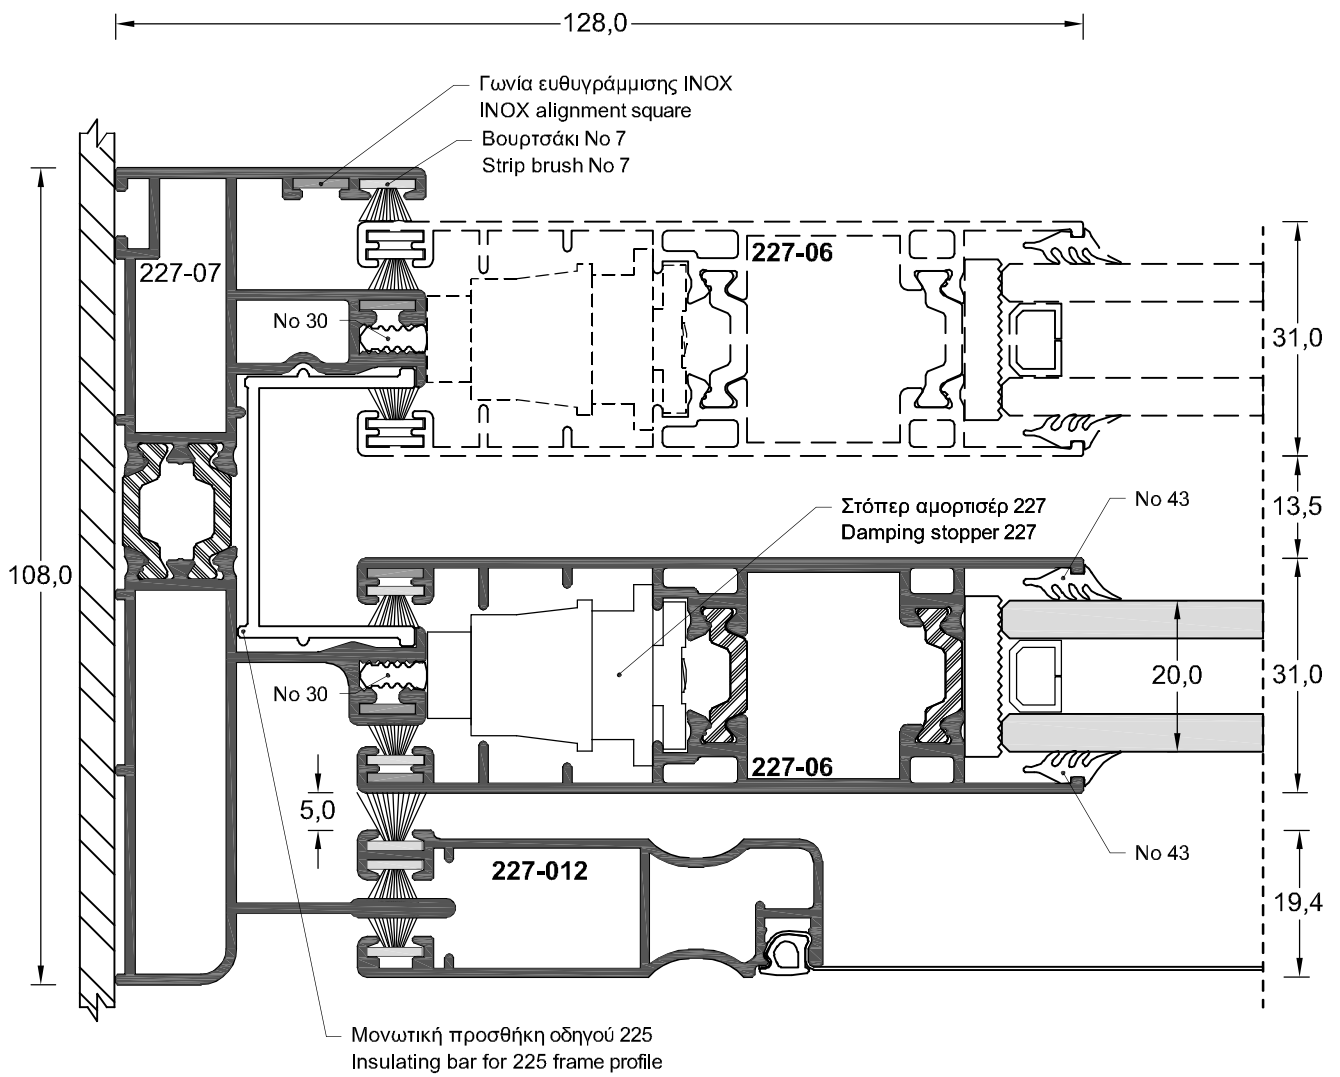 128,0
Γωνία ευθυγράμμισης INOX
INOX alignment square
Βουρτσάκι No 7
Strip brush No 7
227-06
227-07
No 30
31,0
Στόπερ αμορτισέρ 227
Damping stopper 227
No 43
13,5
108,0
20,0
31,0
No 30
227-06
5,0
227-012
No 43
19,4
Μονωτική προσθήκη οδηγού 225
Insulating bar for 225 frame profile